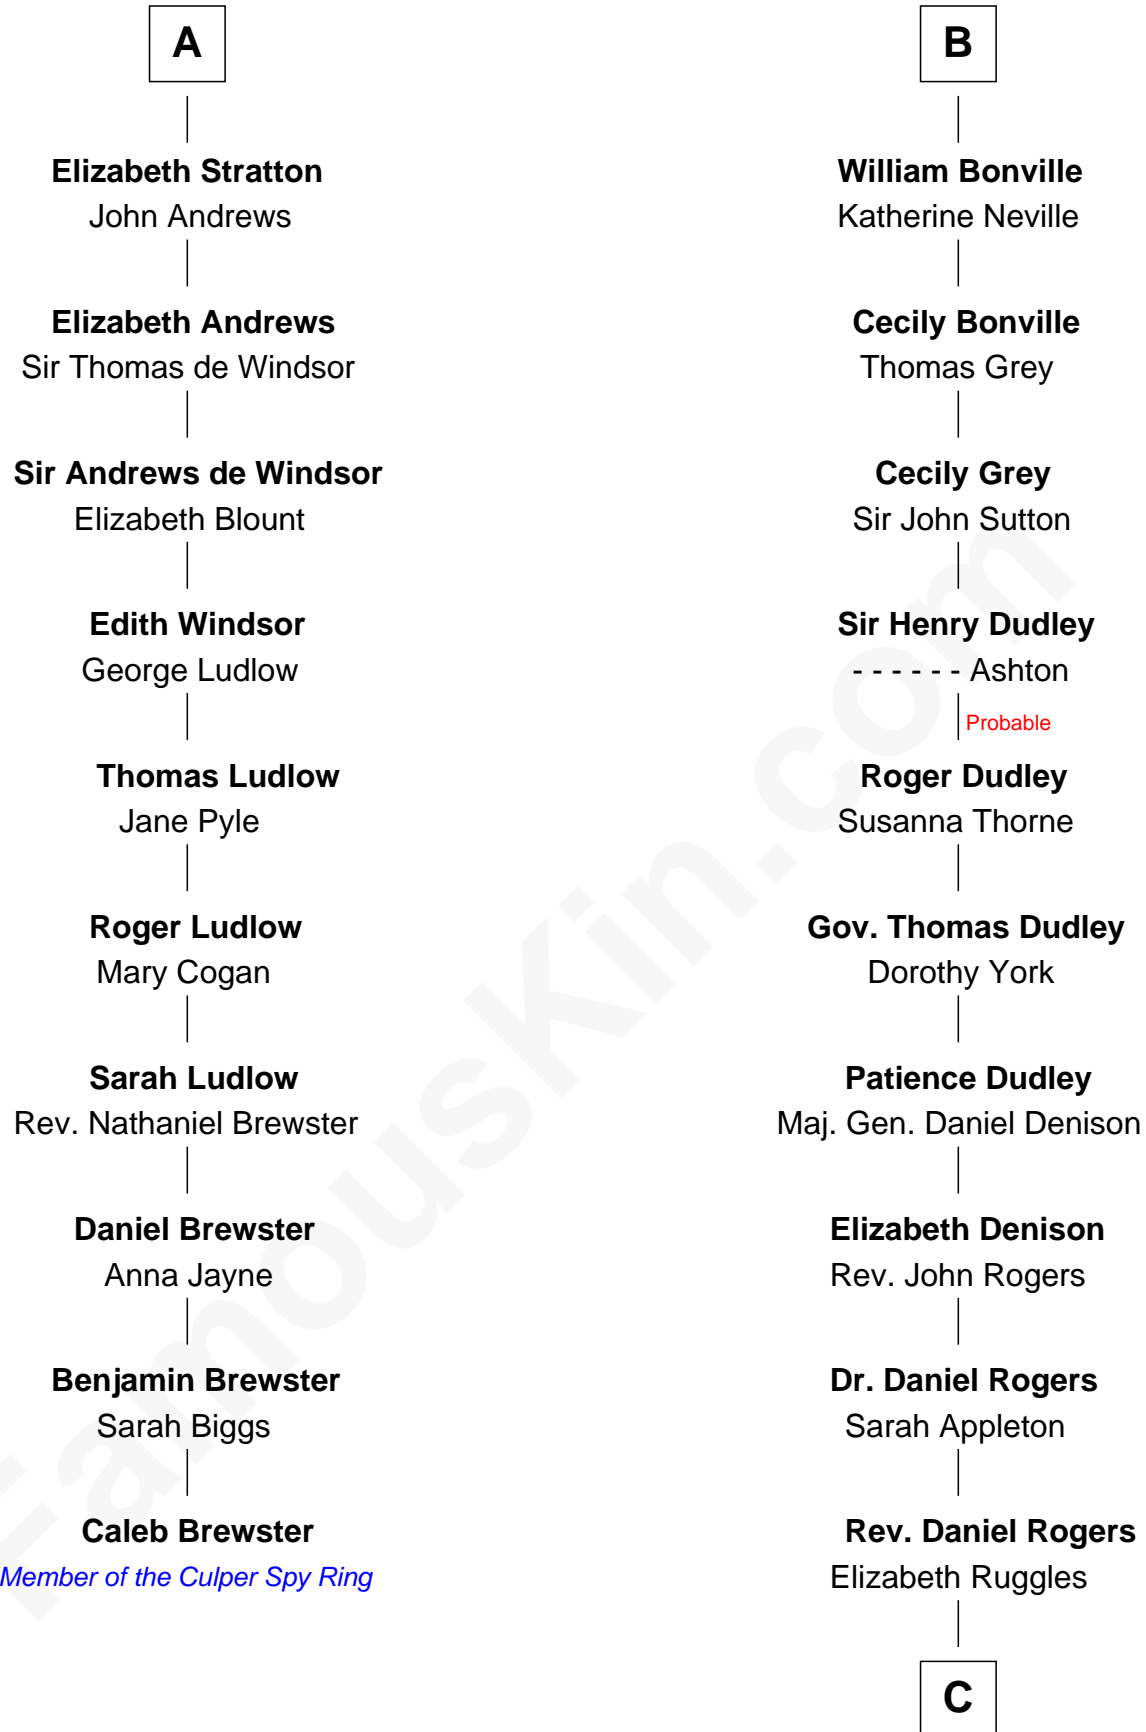 A
Elizabeth Stratton
John Andrews
Elizabeth Andrews
Sir Thomas de Windsor
Sir Andrews de Windsor
Elizabeth Blount
Edith Windsor
George Ludlow
Thomas Ludlow
Jane Pyle
Roger Ludlow
Mary Cogan
Sarah Ludlow
Rev. Nathaniel Brewster
Daniel Brewster
Anna Jayne
Benjamin Brewster
Sarah Biggs
Caleb Brewster
Member of the Culper Spy Ring
B
William Bonville
Katherine Neville
Cecily Bonville
Thomas Grey
Cecily Grey
Sir John Sutton
Sir Henry Dudley
- - - - - - Ashton
Probable
Roger Dudley
Susanna Thorne
Gov. Thomas Dudley
Dorothy York
Patience Dudley
Maj. Gen. Daniel Denison
Elizabeth Denison
Rev. John Rogers
Dr. Daniel Rogers
Sarah Appleton
Rev. Daniel Rogers
Elizabeth Ruggles
C
FamousKin.com